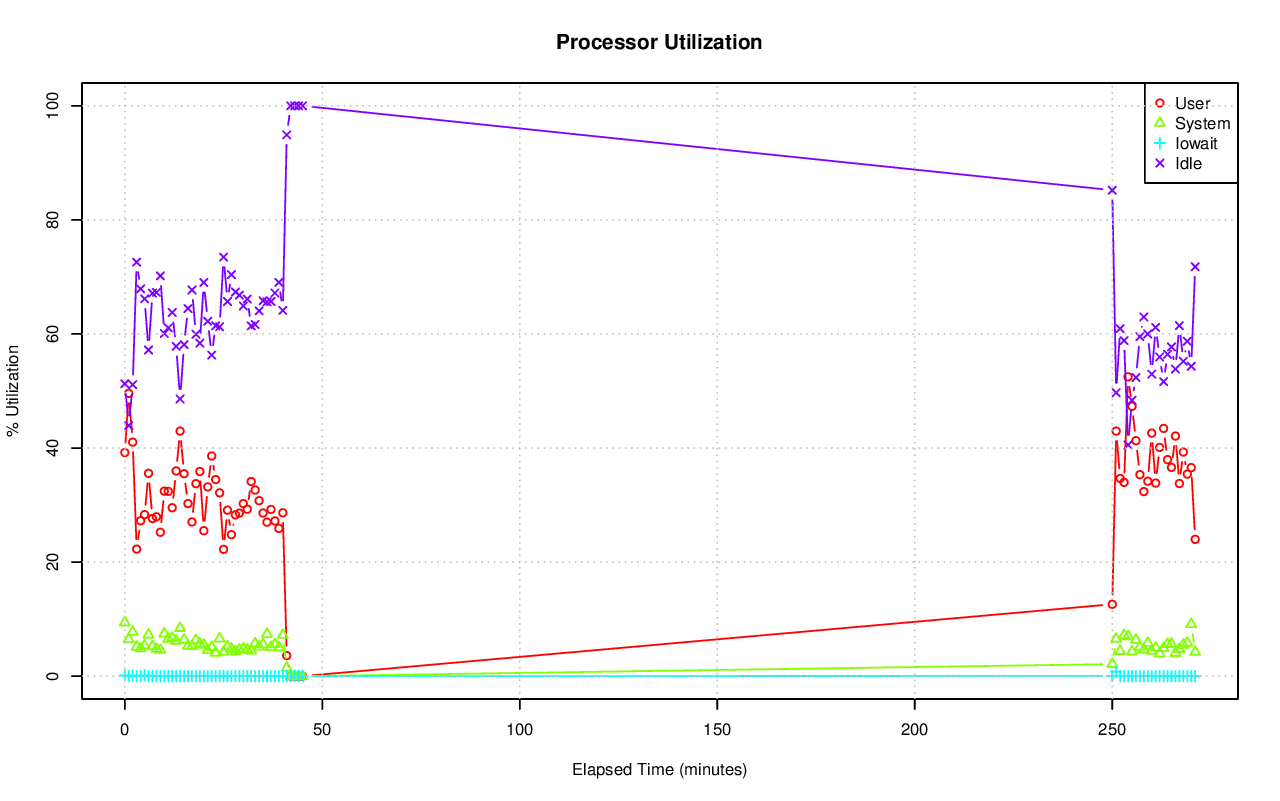 Processor Utilization
% Utilization
100
80
60
40
20
0
User
System
Iowait
Idle
0 50 100 150 200 250
Elapsed Time (minutes)